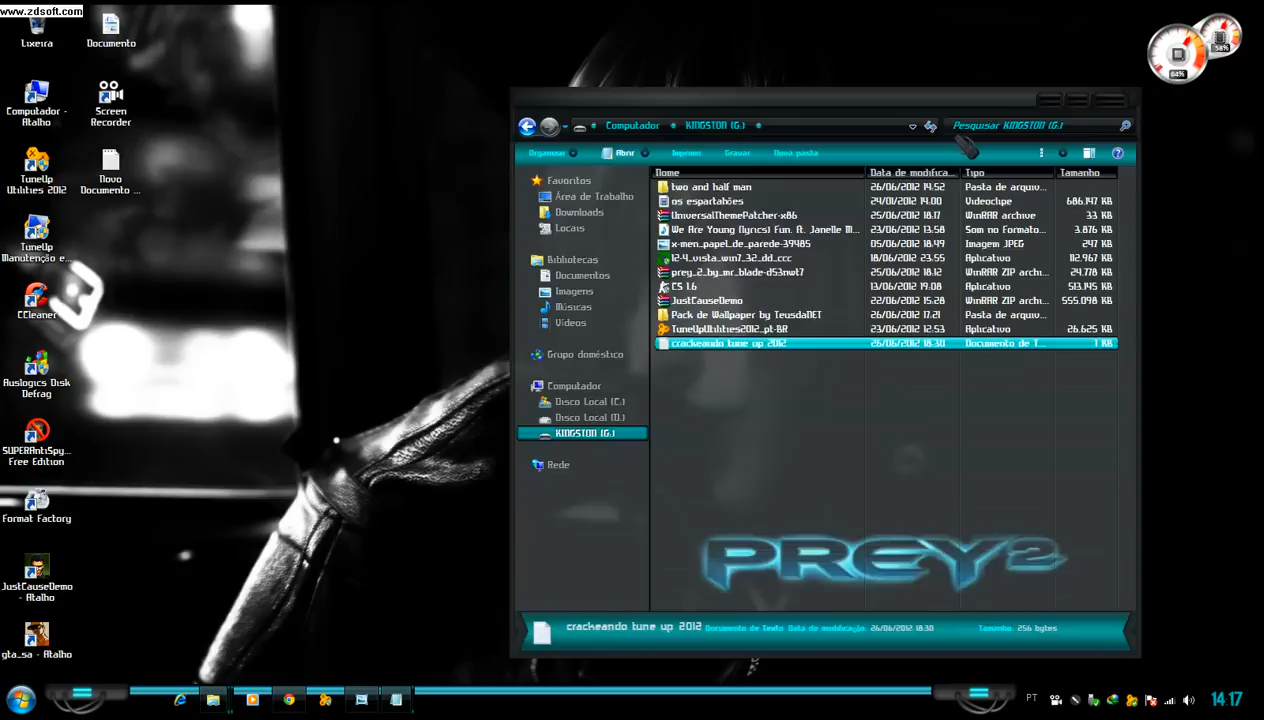 www.zdsoft.com
Lixeira
Documento
Computador -
Atalho
Screen
Recorder
TuneUp
Utilities 2012
Novo
Documento ...
TuneUp
Manutenção e...
CCleaner
Auslogics Disk
Defrag
SUPERAntiSpy...
Free Edition
Format Factory
JustCauseDemo
- Atalho
gta_sa - Atalho
64%
58%
Computador
KINGSTON (G:)
Pesquisar KINGSTON (G:)
Organizar
Abrir
Imprimir
Gravar
Nova pasta
Favoritos
Área de Trabalho
Downloads
Locais
Bibliotecas
Documentos
Imagens
Músicas
Vídeos
Grupo doméstico
Computador
Disco Local (C:)
Disco Local (D:)
KINGSTON (G:)
Rede
Nome Data de modifica... Tipo Tamanho
two and half man 26/06/2012 14:52 Pasta de arquiv...
os espartabões 24/01/2012 14:00 Videoclipe 686.147 KB
UniversalThemePatcher-x86 25/06/2012 18:17 WinRAR archive 33 KB
We Are Young (lyrics) Fun. ft. Janelle M... 23/06/2012 13:58 Som no Formato... 3.876 KB
x-men_papel_de_parede-39485 05/06/2012 18:49 Imagem JPEG 247 KB
12-4_vista_win7_32_dd_ccc 18/06/2012 23:55 Aplicativo 112.967 KB
prey_2_by_mr_blade-d53nwt7 25/06/2012 18:12 WinRAR ZIP archi... 24.778 KB
CS 1.6 13/06/2012 19:08 Aplicativo 513.145 KB
JustCauseDemo 22/06/2012 15:28 WinRAR ZIP archi... 555.098 KB
Pack de Wallpaper by TeusdaNET 26/06/2012 17:21 Pasta de arquiv...
TuneUpUtilities2012_pt-BR 23/06/2012 12:53 Aplicativo 26.625 KB
crackeando tune up 2012 26/06/2012 18:30 Documento de T... 1 KB
PREY 2
crackeando tune up 2012 Documento de Texto Data de modificação: 26/06/2012 18:30 Tamanho: 256 bytes
PT
14:17